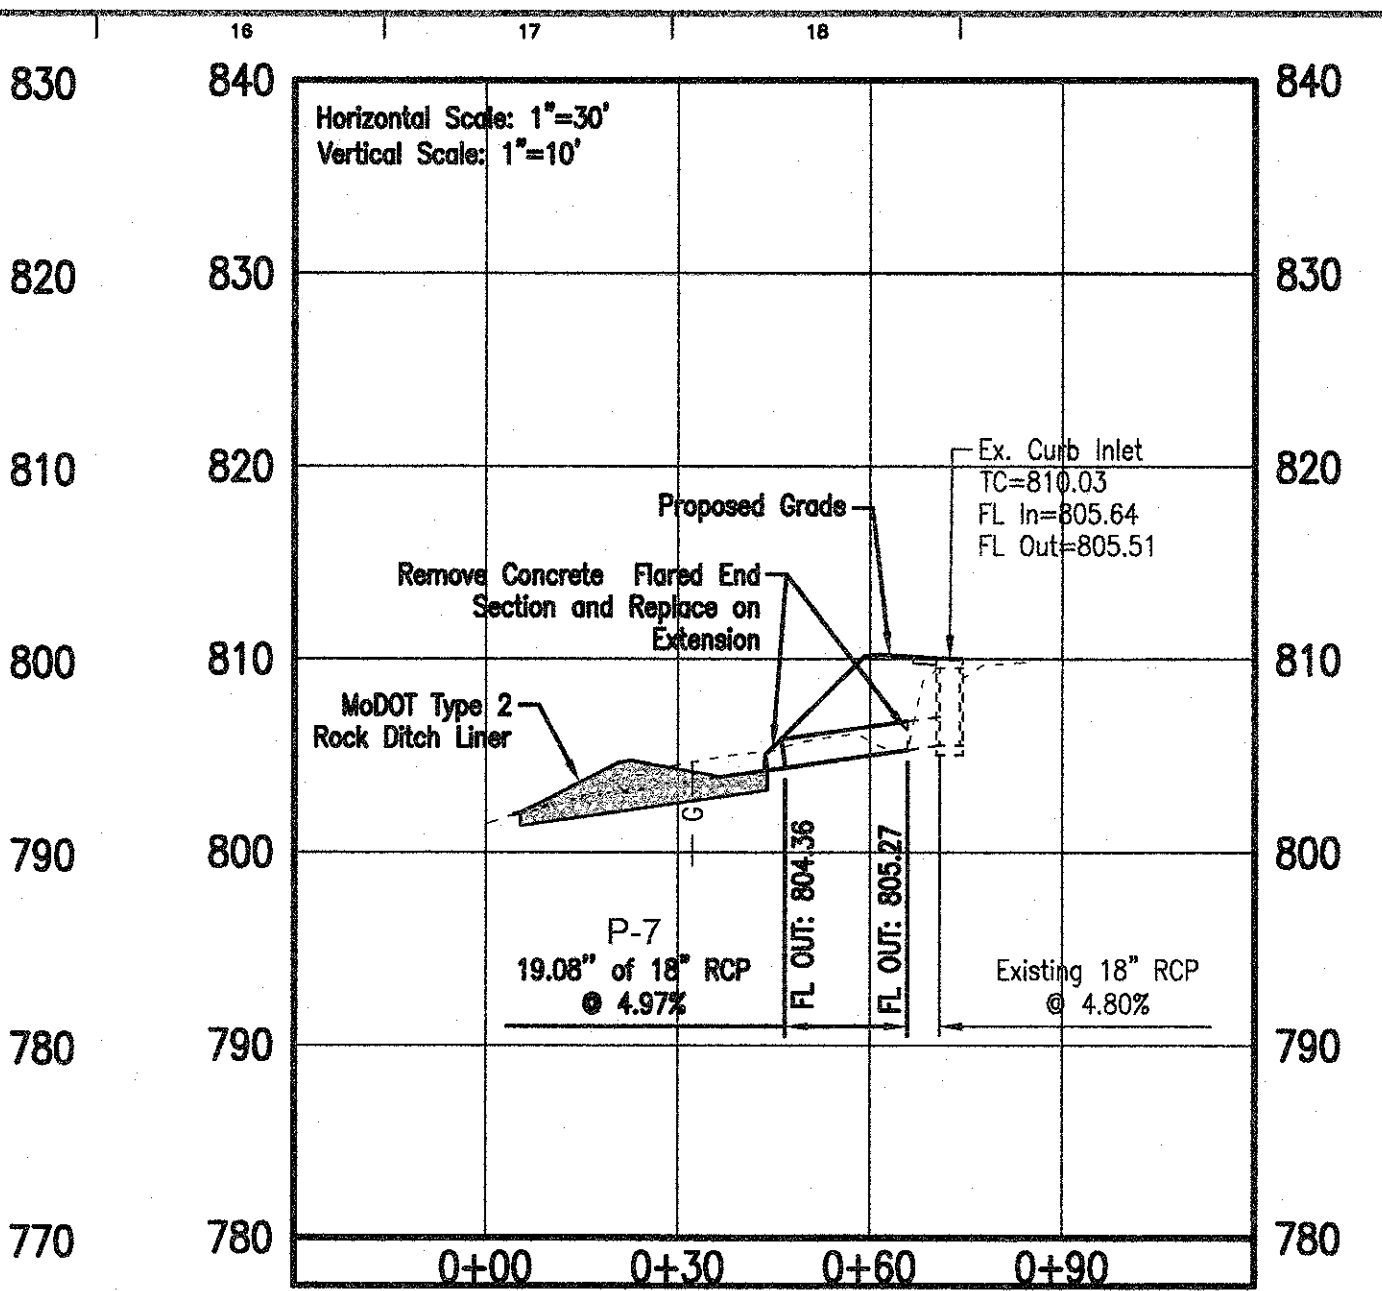 16 17 18
830 840 840
Horizontal Scale: 1"=30'
Vertical Scale: 1"=10'
820 830 830
810 820 820
Ex. Curb Inlet
TC=810.03
FL In=805.64
FL Out=805.51
Proposed Grade
Remove Concrete Flared End
Section and Replace on
Extension
800 810 810
MoDOT Type 2
Rock Ditch Liner
G
790 800 800
FL OUT: 804.36
FL OUT: 805.27
P-7
19.08" of 18" RCP
@ 4.97%
Existing 18" RCP
@ 4.80%
780 790 790
770 780 780
0+00 0+30 0+60 0+90